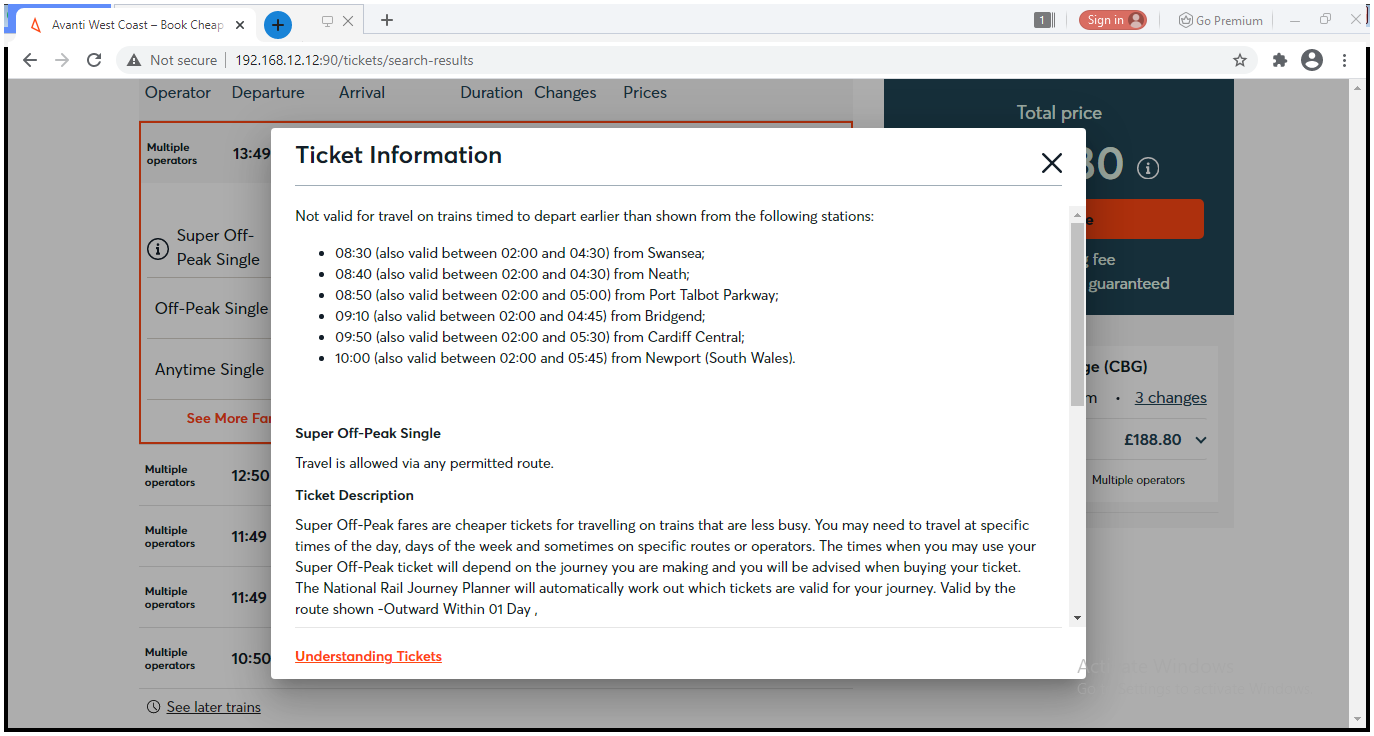 Avanti West Coast – Book Cheap
1
Sign in
Go Premium
Not secure
192.168.12.12:90/tickets/search-results
Operator Departure Arrival Duration Changes Prices
Total price
Multiple operators
13:49
Ticket Information
Not valid for travel on trains timed to depart earlier than shown from the following stations:
• 08:30 (also valid between 02:00 and 04:30) from Swansea;
• 08:40 (also valid between 02:00 and 04:30) from Neath;
• 08:50 (also valid between 02:00 and 05:00) from Port Talbot Parkway;
• 09:10 (also valid between 02:00 and 04:45) from Bridgend;
• 09:50 (also valid between 02:00 and 05:30) from Cardiff Central;
• 10:00 (also valid between 02:00 and 05:45) from Newport (South Wales).
Super Off-Peak Single
Travel is allowed via any permitted route.
Ticket Description
Super Off-Peak fares are cheaper tickets for travelling on trains that are less busy. You may need to travel at specific
times of the day, days of the week and sometimes on specific routes or operators. The times when you may use your
Super Off-Peak ticket will depend on the journey you are making and you will be advised when buying your ticket.
The National Rail Journey Planner will automatically work out which tickets are valid for your journey. Valid by the
route shown -Outward Within 01 Day ,
Understanding Tickets
Super Off-
Peak Single
Off-Peak Single
Anytime Single
See More
Multiple operators
12:50
Multiple operators
11:49
Multiple operators
11:49
Multiple operators
10:50
See later trains
80
fee
guaranteed
(CBG)
• 3 changes
£188.80
Multiple operators